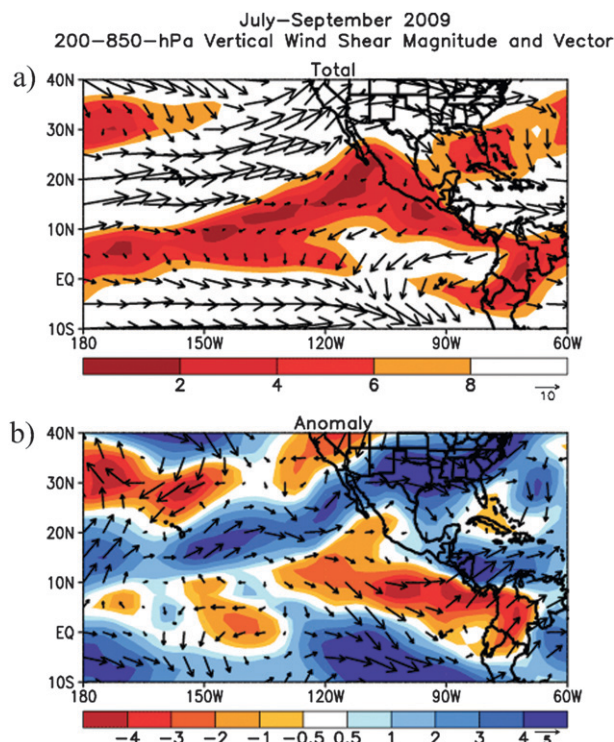 July-September 2009
200-850-hPa Vertical Wind Shear Magnitude and Vector
a)
Total
40N
30N
20N
10N
EQ
10S
180 150W 120W 90W 60W
2 4 6 8 10
b)
Anomaly
40N
30N
20N
10N
EQ
10S
180 150W 120W 90W 60W
-4 -3 -2 -1 -0.5 0.5 1 2 3 4 5